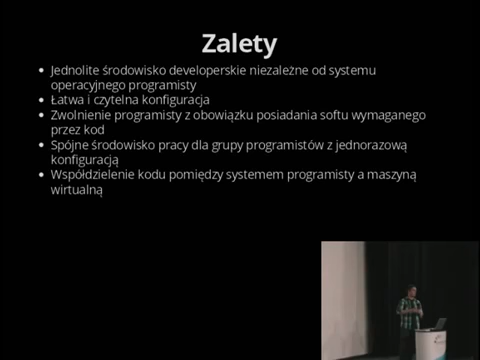 Zalety
• Jednolite środowisko developerskie niezależne od systemu
operacyjnego programisty
• Łatwa i czytelna konfiguracja
• Zwolnienie programisty z obowiązku posiadania softu wymaganego
przez kod
• Spójne środowisko pracy dla grupy programistów z jednorazową
konfiguracją
• Współdzielenie kodu pomiędzy systemem programisty a maszyną
wirtualną